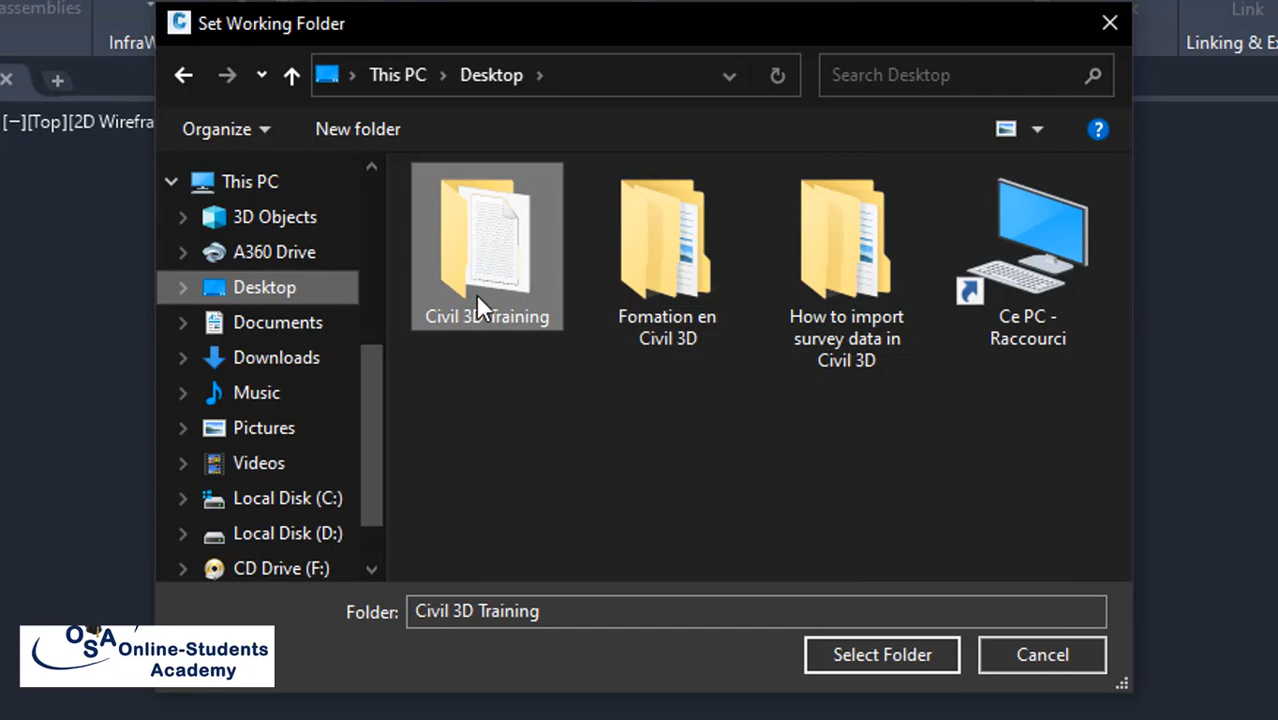 assemblies
Link
InfraW
Linking & E
Set Working Folder
This PC
Desktop
Search Desktop
[−][Top][2D Wirefra
Organize
New folder
This PC
3D Objects
A360 Drive
Desktop
Documents
Downloads
Music
Pictures
Videos
Local Disk (C:)
Local Disk (D:)
CD Drive (F:)
Civil 3D Training
Fomation en
Civil 3D
How to import
survey data in
Civil 3D
Ce PC -
Raccourci
Folder:
Civil 3D Training
Select Folder
Cancel
OSA
Online-Students
Academy